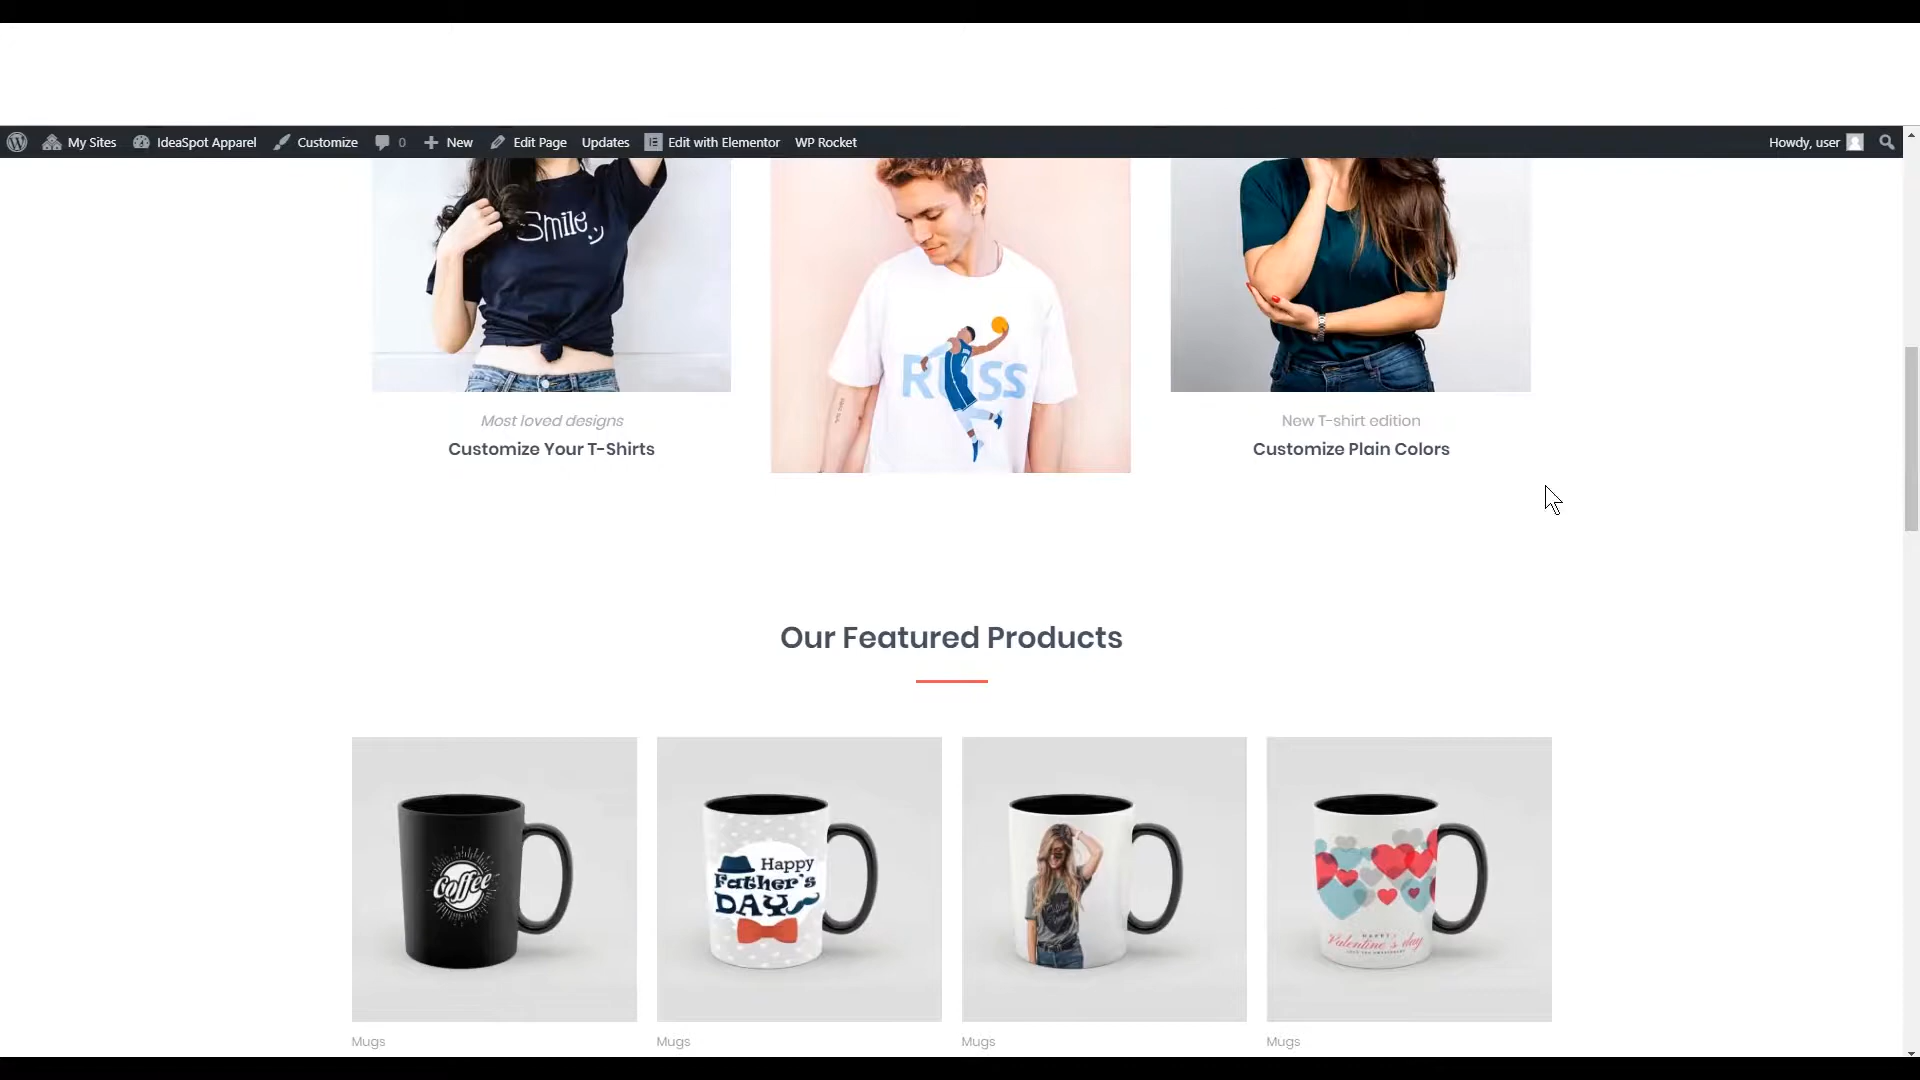 My Sites IdeaSpot Apparel Customize 0 New Edit Page Updates Edit with Elementor WP Rocket Howdy, user
Smile
RUSS
Most loved designs
Customize Your T-Shirts
New T-shirt edition
Customize Plain Colors
Our Featured Products
Coffee
Happy
Father's
DAY
HAPPY
Valentine's day
Mugs Mugs Mugs Mugs